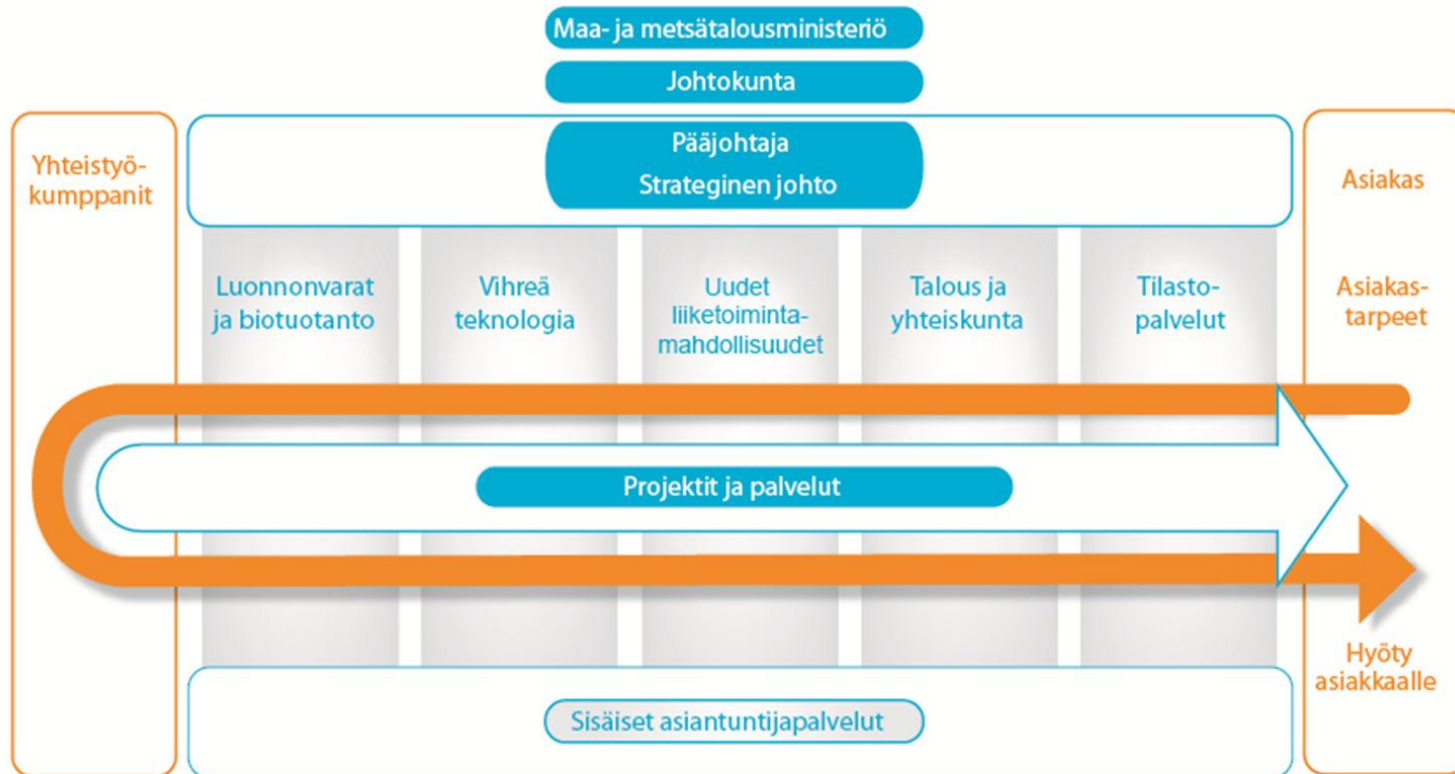 Maa- ja metsätalousministeriö
Johtokunta
Pääjohtaja
Strateginen johto
Yhteistyö-
kumppanit
Asiakas
Luonnonvarat
ja biotuotanto
Vihreä
teknologia
Uudet
liiketoiminta-
mahdollisuudet
Talous ja
yhteiskunta
Tilasto-
palvelut
Asiakas-
tarpeet
Projektit ja palvelut
Hyöty
asiakkaalle
Sisäiset asiantuntijapalvelut